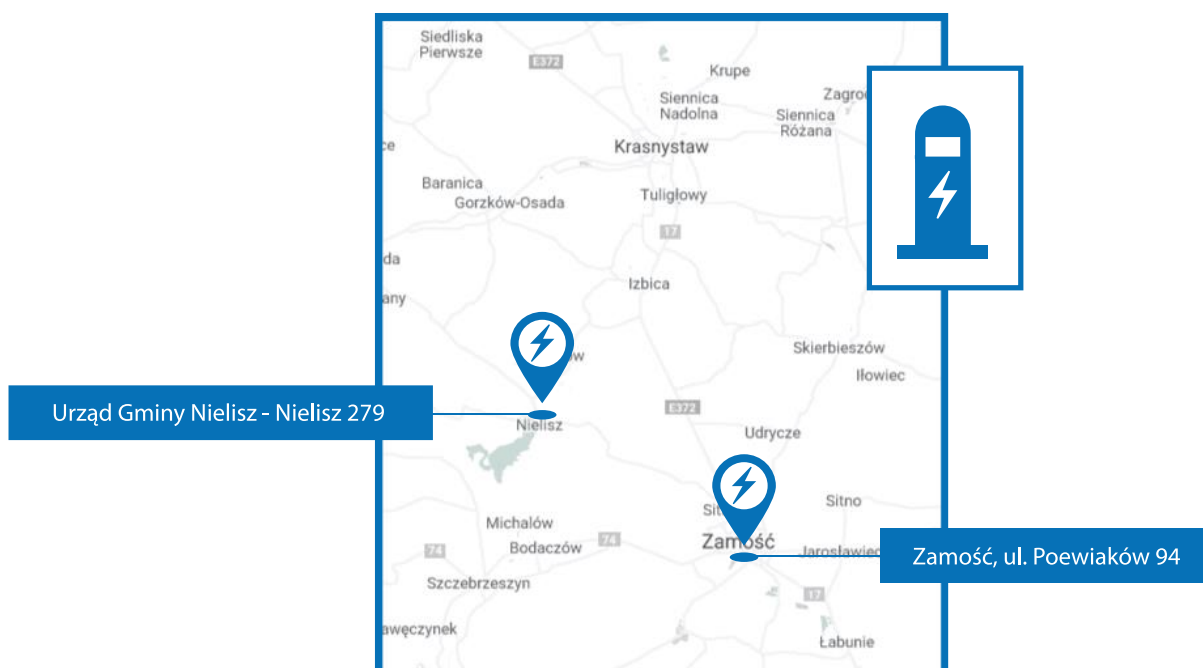 Siedliska
Pierwsze
E372
Krupe
Siennica
Nadolna
Siennica
Różana
Krasnystaw
Baranica
Gorzków-Osada
Tuligłowy
17
da
any
Izbica
Skierbieszów
Iłowiec
Urząd Gminy Nielisz - Nielisz 279
Nielisz
E372
Udrycze
Sitno
Michalów
Bodaczów
74
74
Zamość
Jarosławiec
Zamość, ul. Poewiaków 94
Szczebrzeszyn
17
awęczynek
Łabunie